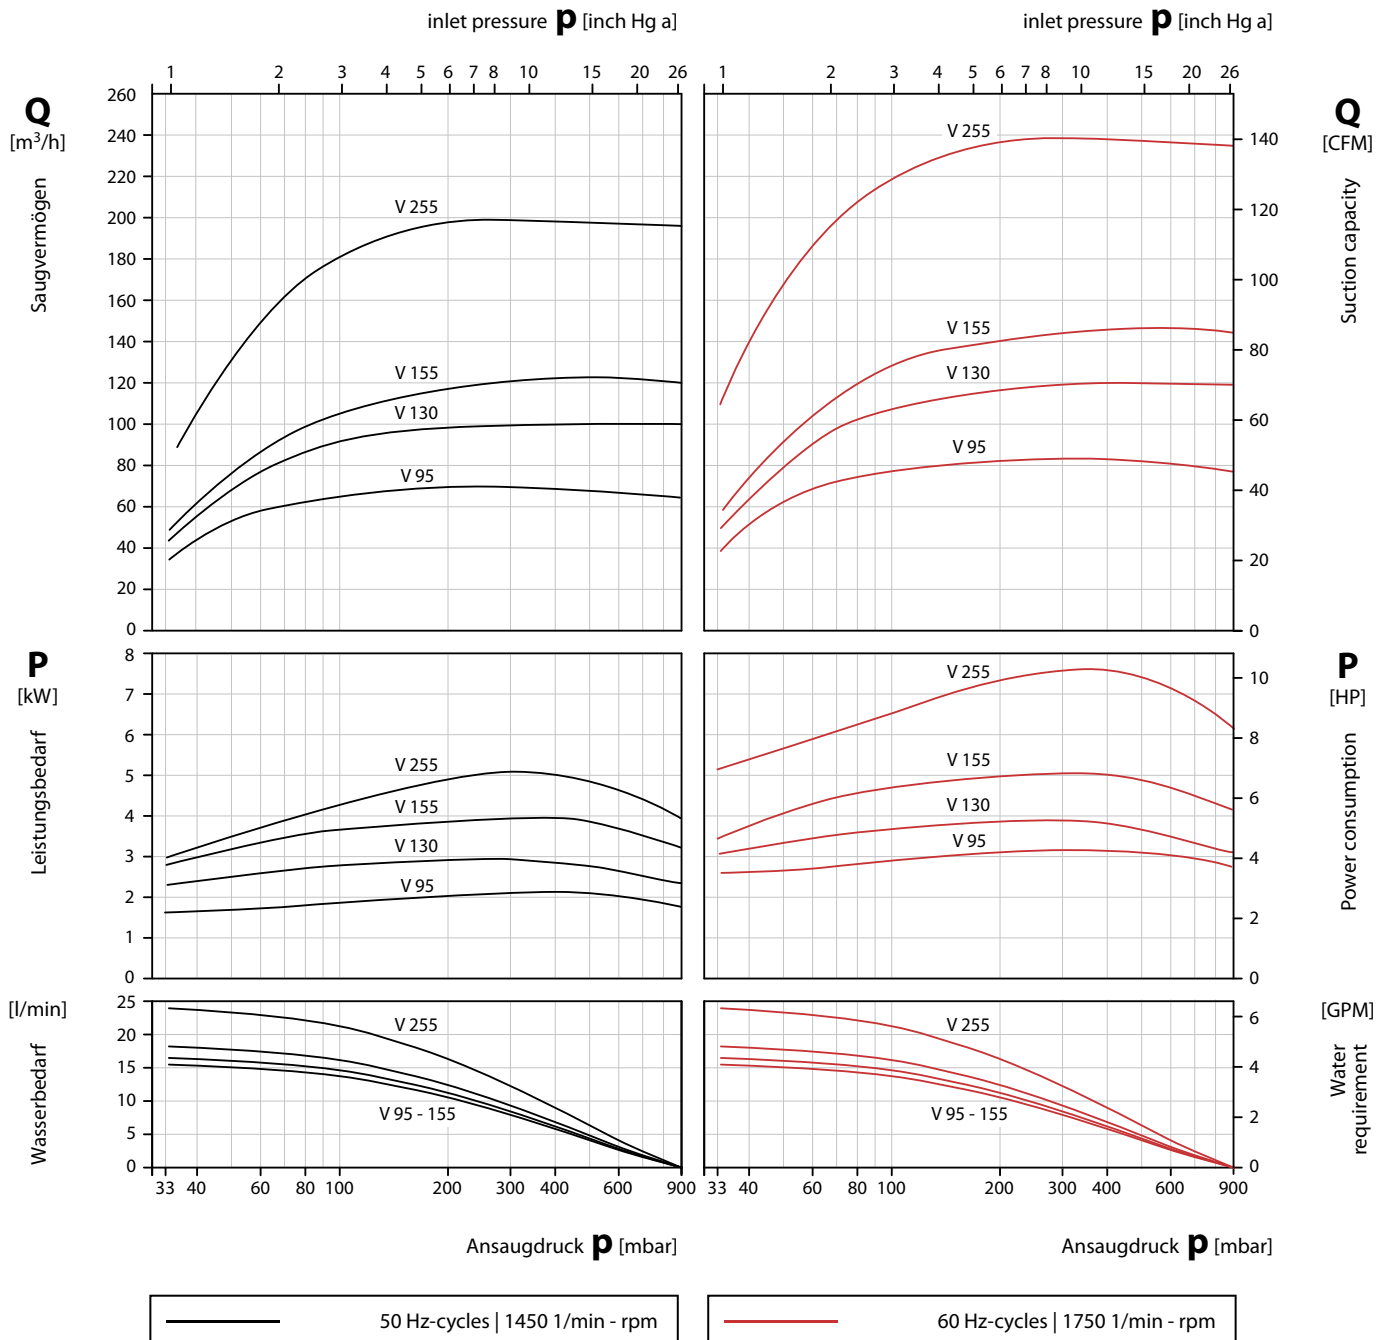 inlet pressure p [inch Hg a] inlet pressure p [inch Hg a]
1 2 3 4 5 6 7 8 10 15 20 26 1 2 3 4 5 6 7 8 10 15 20 26
Q
[m³/h]
Saugvermögen
260
240
220
200
180
160
140
120
100
80
60
40
20
0
V 255
V 155
V 130
V 95
V 255
V 155
V 130
V 95
140
120
100
80
60
40
20
0
Q
[CFM]
Suction capacity
P
[kW]
Leistungsbedarf
8
7
6
5
4
3
2
1
0
V 255
V 155
V 130
V 95
V 255
V 155
V 130
V 95
10
8
6
4
2
0
P
[HP]
Power consumption
[l/min]
Wasserbedarf
25
20
15
10
5
0
V 255
V 95 - 155
V 255
V 95 - 155
6
4
2
0
[GPM]
Water
requirement
33 40 60 80 100 200 300 400 600 900 33 40 60 80 100 200 300 400 600 900
Ansaugdruck p [mbar] Ansaugdruck p [mbar]
50 Hz-cycles | 1450 1/min - rpm 60 Hz-cycles | 1750 1/min - rpm